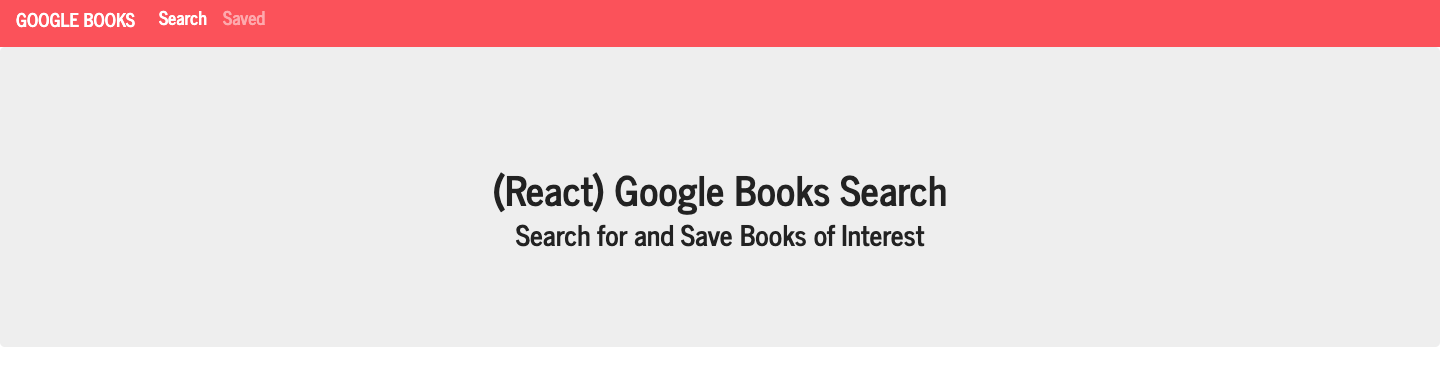 GOOGLE BOOKS Search Saved
(React) Google Books Search
Search for and Save Books of Interest